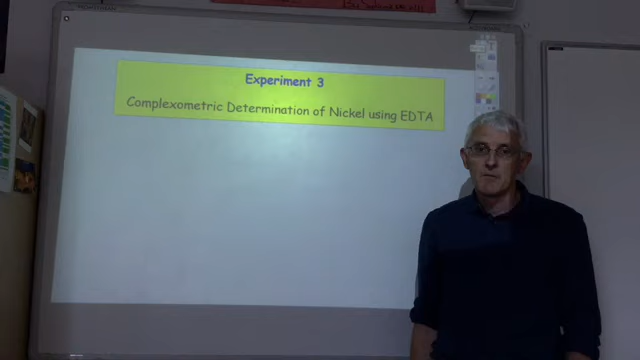 Experiment 3
Complexometric Determination of Nickel using EDTA